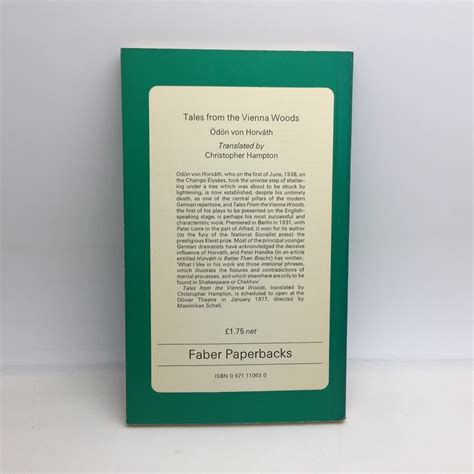 Tales from the Vienna Woods
Ödön von Horváth
Translated by
Christopher Hampton
Ödön von Horváth, who on the first of June, 1938, on
the Champs Elysées, took the unwise step of shelter-
ing under a tree which was about to be struck by
lightning, is now established, despite his untimely
death, as one of the central pillars of the modern
German repertoire, and Tales From the Vienna Woods,
the first of his plays to be presented on the English-
speaking stage, is perhaps his most successful and most
characteristic work. Premièred in Berlin in 1931, with
Peter Lorre in the part of Alfred, it won for its author
(to the fury of the National Socialist press) the
prestigious Kleist prize. Most of the principal younger
German dramatists have acknowledged the decisive
influence of Horváth, and Peter Handke (in an article
entitled Horváth is Better Than Brecht) has written:
'What I like in his work are those irrational phrases,
which illustrate the fissures and contradictions of
mental processes, and which elsewhere are only to be
found in Shakespeare or Chekhov'.
Tales from the Vienna Woods, translated by
Christopher Hampton, is scheduled to open at the
Olivier Theatre in January 1977, directed by
Maximilian Schell.
£1.75 net
Faber Paperbacks
ISBN 0 571 11063 0